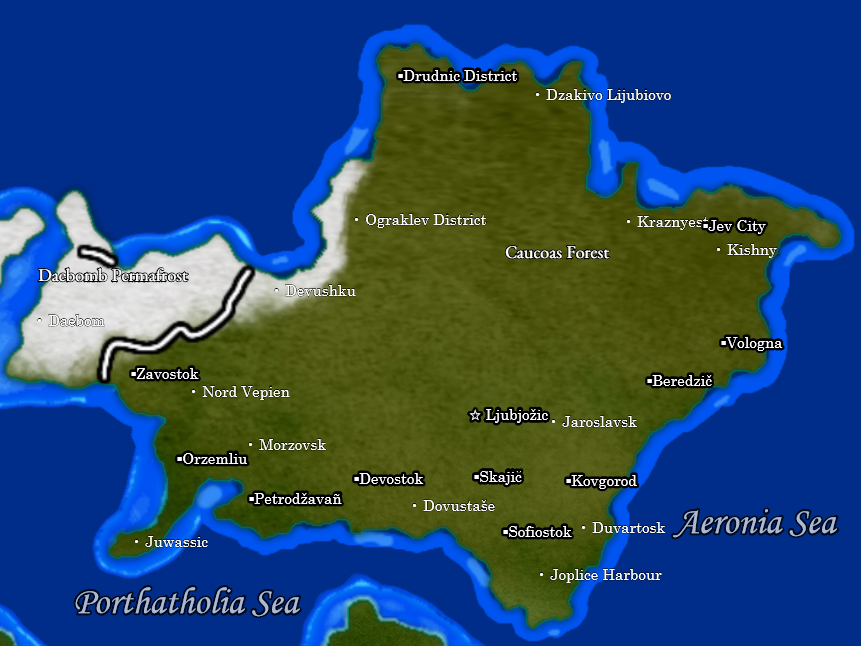 Drudnic District
Dzakivo Lijubiovo
Ograklev District
Kraznyest
Jev City
Caucoas Forest
Kishny
Daebomb Permafrost
Devushku
Daebom
Vologna
Zavostok
Beredzič
Nord Vepien
Ljubjožic
Jaroslavsk
Morzovsk
Orzemliu
Devostok
Skajič
Kovgorod
Petrodžavañ
Dovustaše
Aeronia Sea
Sofiostok
Duvartosk
Juwassic
Joplice Harbour
Porthatholia Sea